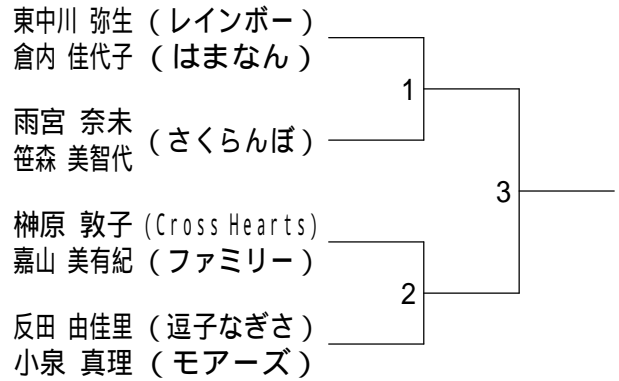 東中川 弥生 (レインボー)
倉内 佳代子 (はまなん)
1
雨宮 奈未
笹森 美智代
(さくらんぼ)
3
榊原 敦子 (Cross Hearts)
嘉山 美有紀 (ファミリー)
2
反田 由佳里 (逗子なぎさ)
小泉 真理 (モアーズ)